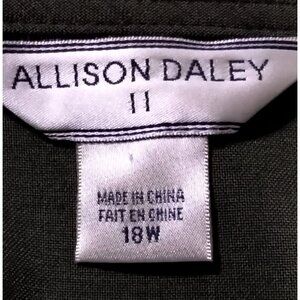 ALLISON DALEY
II
MADE IN CHINA
FAIT EN CHINE
18W